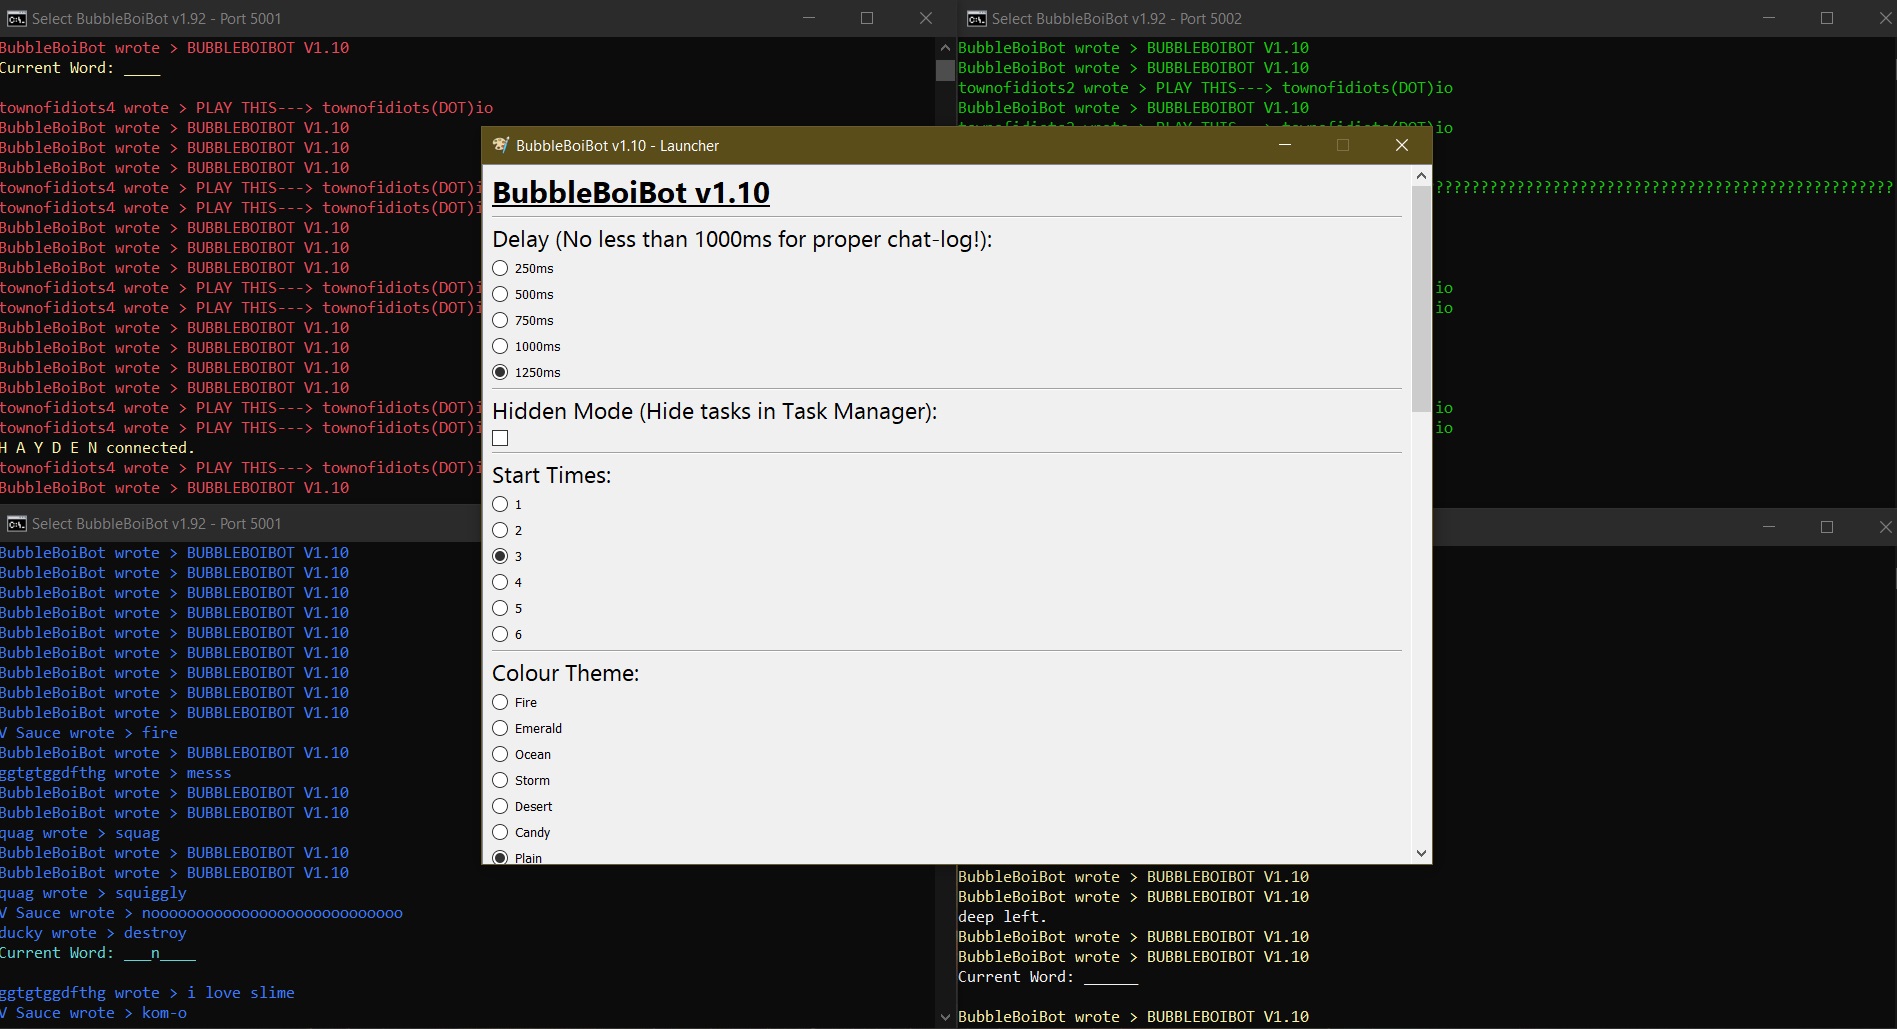 Select BubbleBoiBot v1.92 - Port 5001
BubbleBoiBot wrote > BUBBLEBOIBOT V1.10
Current Word: ____
townofidiots4 wrote > PLAY THIS---> townofidiots(DOT)io
BubbleBoiBot wrote > BUBBLEBOIBOT V1.10
BubbleBoiBot wrote > BUBBLEBOIBOT V1.10
BubbleBoiBot wrote > BUBBLEBOIBOT V1.10
townofidiots4 wrote > PLAY THIS---> townofidiots(DOT)i
townofidiots4 wrote > PLAY THIS---> townofidiots(DOT)i
BubbleBoiBot wrote > BUBBLEBOIBOT V1.10
BubbleBoiBot wrote > BUBBLEBOIBOT V1.10
BubbleBoiBot wrote > BUBBLEBOIBOT V1.10
townofidiots4 wrote > PLAY THIS---> townofidiots(DOT)i
townofidiots4 wrote > PLAY THIS---> townofidiots(DOT)i
BubbleBoiBot wrote > BUBBLEBOIBOT V1.10
BubbleBoiBot wrote > BUBBLEBOIBOT V1.10
BubbleBoiBot wrote > BUBBLEBOIBOT V1.10
BubbleBoiBot wrote > BUBBLEBOIBOT V1.10
townofidiots4 wrote > PLAY THIS---> townofidiots(DOT)i
townofidiots4 wrote > PLAY THIS---> townofidiots(DOT)i
H A Y D E N connected.
townofidiots4 wrote > PLAY THIS---> townofidiots(DOT)i
BubbleBoiBot wrote > BUBBLEBOIBOT V1.10
Select BubbleBoiBot v1.92 - Port 5002
BubbleBoiBot wrote > BUBBLEBOIBOT V1.10
BubbleBoiBot wrote > BUBBLEBOIBOT V1.10
townofidiots2 wrote > PLAY THIS---> townofidiots(DOT)io
BubbleBoiBot wrote > BUBBLEBOIBOT V1.10
townofidiots2 wrote > PLAY THIS---> townofidiots(DOT)io
???????????????????????????????????????????????????
io
io
io
io
BubbleBoiBot v1.10 - Launcher
BubbleBoiBot v1.10
Delay (No less than 1000ms for proper chat-log!):
250ms
500ms
750ms
1000ms
1250ms
Hidden Mode (Hide tasks in Task Manager):
Start Times:
1
2
3
4
5
6
Colour Theme:
Fire
Emerald
Ocean
Storm
Desert
Candy
Plain
Select BubbleBoiBot v1.92 - Port 5001
BubbleBoiBot wrote > BUBBLEBOIBOT V1.10
BubbleBoiBot wrote > BUBBLEBOIBOT V1.10
BubbleBoiBot wrote > BUBBLEBOIBOT V1.10
BubbleBoiBot wrote > BUBBLEBOIBOT V1.10
BubbleBoiBot wrote > BUBBLEBOIBOT V1.10
BubbleBoiBot wrote > BUBBLEBOIBOT V1.10
BubbleBoiBot wrote > BUBBLEBOIBOT V1.10
BubbleBoiBot wrote > BUBBLEBOIBOT V1.10
BubbleBoiBot wrote > BUBBLEBOIBOT V1.10
V Sauce wrote > fire
BubbleBoiBot wrote > BUBBLEBOIBOT V1.10
ggtgtggdfthg wrote > messs
BubbleBoiBot wrote > BUBBLEBOIBOT V1.10
BubbleBoiBot wrote > BUBBLEBOIBOT V1.10
quag wrote > squag
BubbleBoiBot wrote > BUBBLEBOIBOT V1.10
BubbleBoiBot wrote > BUBBLEBOIBOT V1.10
quag wrote > squiggly
V Sauce wrote > noooooooooooooooooooooooooooo
ducky wrote > destroy
Current Word: ___n____
ggtgtggdfthg wrote > i love slime
V Sauce wrote > kom-o
BubbleBoiBot wrote > BUBBLEBOIBOT V1.10
BubbleBoiBot wrote > BUBBLEBOIBOT V1.10
deep left.
BubbleBoiBot wrote > BUBBLEBOIBOT V1.10
BubbleBoiBot wrote > BUBBLEBOIBOT V1.10
Current Word: ______
BubbleBoiBot wrote > BUBBLEBOIBOT V1.10